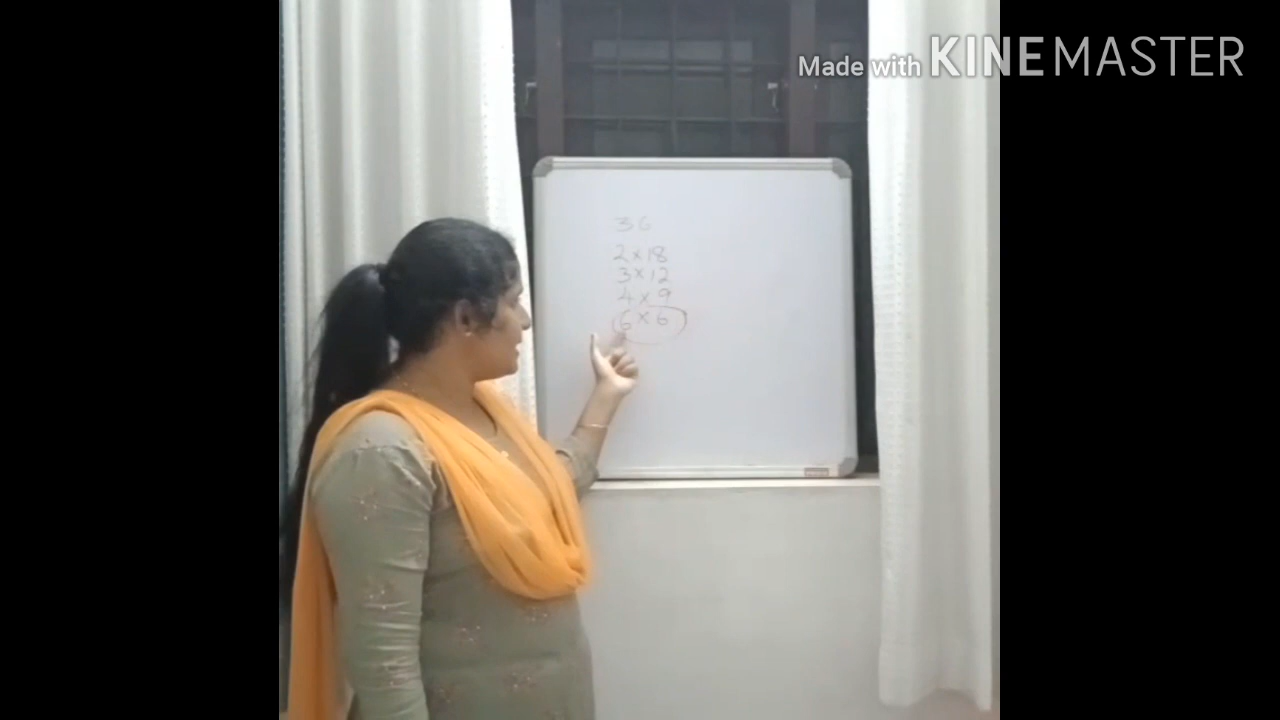 Made with KINEMASTER
36
2 x 18
3 x 12
4 x 9
6 x 6